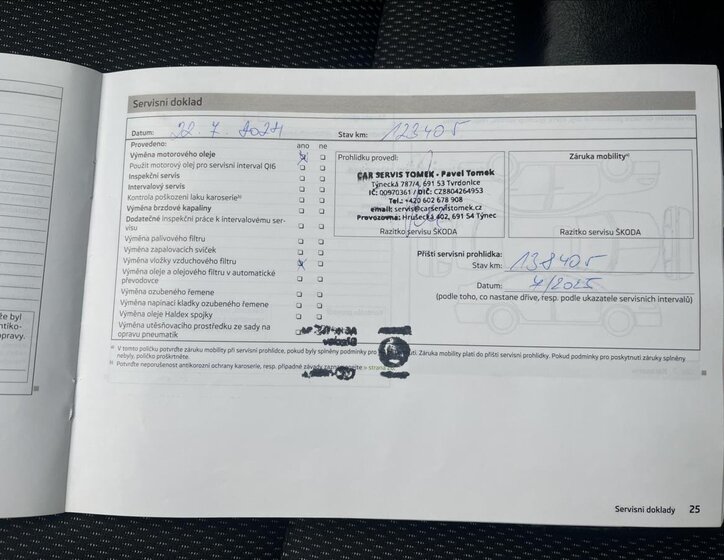 Servisní doklad
Datum: 22. 7. 2024
Stav km: 123405
Provedeno: ano ne
Výměna motorového oleje
Použit motorový olej pro servisní interval QI6
Inspekční servis
Intervalový servis
Kontrola poškození laku karoserie b)
Výměna brzdové kapaliny
Dodatečné inspekční práce k intervalovému ser-
visu
Výměna palivového filtru
Výměna zapalovacích svíček
Výměna vložky vzduchového filtru
Výměna oleje a olejového filtru v automatické
převodovce
Výměna ozubeného řemene
Výměna napínací kladky ozubeného řemene
Výměna oleje Haldex spojky
Výměna utěsňovacího prostředku ze sady na
opravu pneumatik
Prohlídku provedl:
CAR SERVIS TOMEK - Pavel Tomek
Týnecká 787/4, 691 53 Tvrdonice
IČ: 00970361 / DIČ: CZ8804264953
Tel.: +420 602 678 908
email: servis@carservistomek.cz
Provozovna: Hrušecká 402, 691 54 Týnec
Razítko servisu ŠKODA
Záruka mobility a)
Razítko servisu ŠKODA
Příští servisní prohlídka:
Stav km: 138405
Datum: 7/2025
(podle toho, co nastane dříve, resp. podle ukazatele servisních intervalů)
a) V tomto políčku potvrďte záruku mobility při servisní prohlídce, pokud byly splněny podmínky pro Záruka mobility platí do příští servisní prohlídky. Pokud podmínky pro poskytnutí záruky splněny
nebyly, políčko proškrtněte.
b) Potvrďte neporušenost antikorozní ochrany karoserie, resp. případné závady » strana
že byl
ntiko-
opravy.
Servisní doklady 25